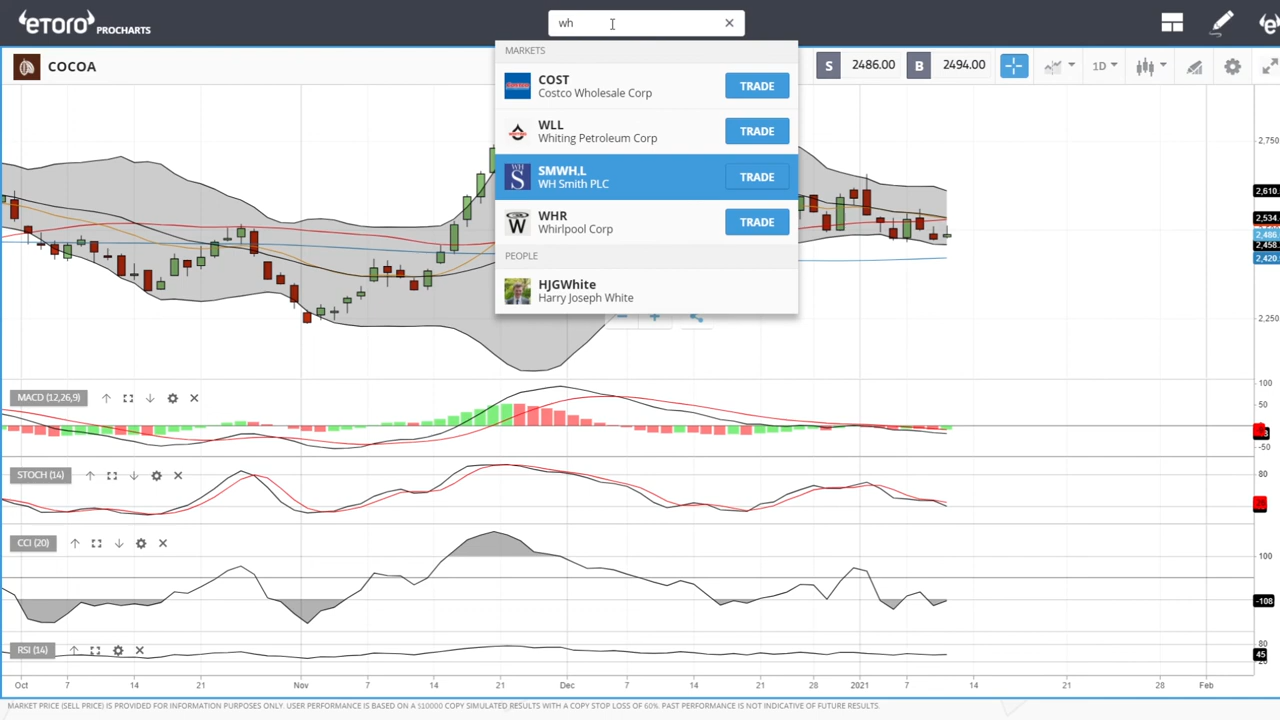 eTORO PROCHARTS
wh
MARKETS
COST
Costco Wholesale Corp
TRADE
WLL
Whiting Petroleum Corp
TRADE
SMWH.L
WH Smith PLC
TRADE
WHR
Whirlpool Corp
TRADE
PEOPLE
HJGWhite
Harry Joseph White
COCOA
S 2486.00 B 2494.00 1D
2,750
2,610.
2,534.
2,486
2,458.
2,420.
2,250
MACD (12,26,9)
100
50
-50
STOCH (14)
80
CCI (20)
100
-108
RSI (14)
80
45
20
Oct 7 14 21 Nov 7 14 21 Dec 7 14 21 28 2021 7 14 21 28 Feb
MARKET PRICE (SELL PRICE) IS PROVIDED FOR INFORMATION PURPOSES ONLY. USER PERFORMANCE IS BASED ON A $10000 COPY SIMULATED RESULTS WITH A COPY STOP LOSS OF 60%. PAST PERFORMANCE IS NOT INDICATIVE OF FUTURE RESULTS.